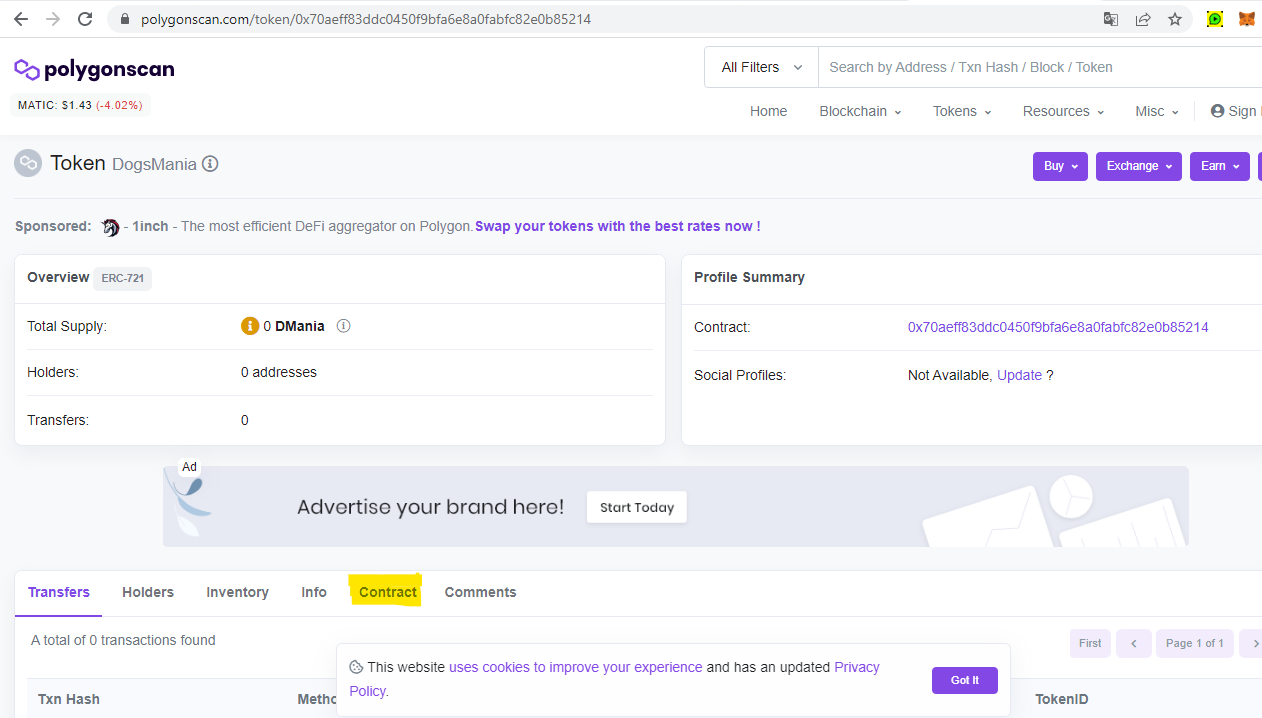 polygonscan.com/token/0x70aeff83ddc0450f9bfa6e8a0fabfc82e0b85214
polygonscan
All Filters Search by Address / Txn Hash / Block / Token
MATIC: $1.43 (-4.02%)
Home Blockchain Tokens Resources Misc Sign
Token DogsMania
Buy Exchange Earn
Sponsored: - 1inch - The most efficient DeFi aggregator on Polygon. Swap your tokens with the best rates now !
Overview ERC-721
Total Supply: 0 DMania
Holders: 0 addresses
Transfers: 0
Profile Summary
Contract: 0x70aeff83ddc0450f9bfa6e8a0fabfc82e0b85214
Social Profiles: Not Available, Update ?
Ad
Advertise your brand here! Start Today
Transfers Holders Inventory Info Contract Comments
A total of 0 transactions found
First Page 1 of 1
This website uses cookies to improve your experience and has an updated Privacy
Policy.
Got It
Txn Hash Metho TokenID